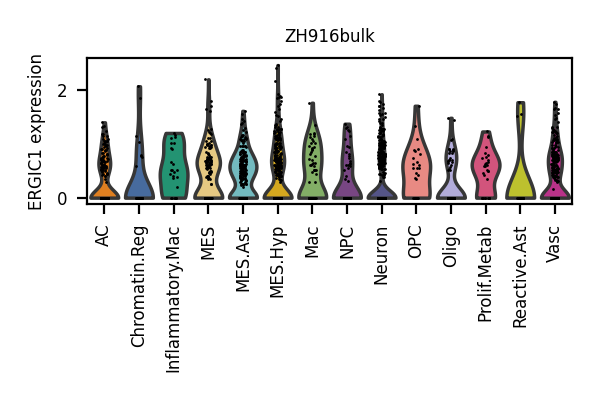 ZH916bulk
ERGIC1 expression
2
0
AC
Chromatin.Reg
Inflammatory.Mac
MES
MES.Ast
MES.Hyp
Mac
NPC
Neuron
OPC
Oligo
Prolif.Metab
Reactive.Ast
Vasc